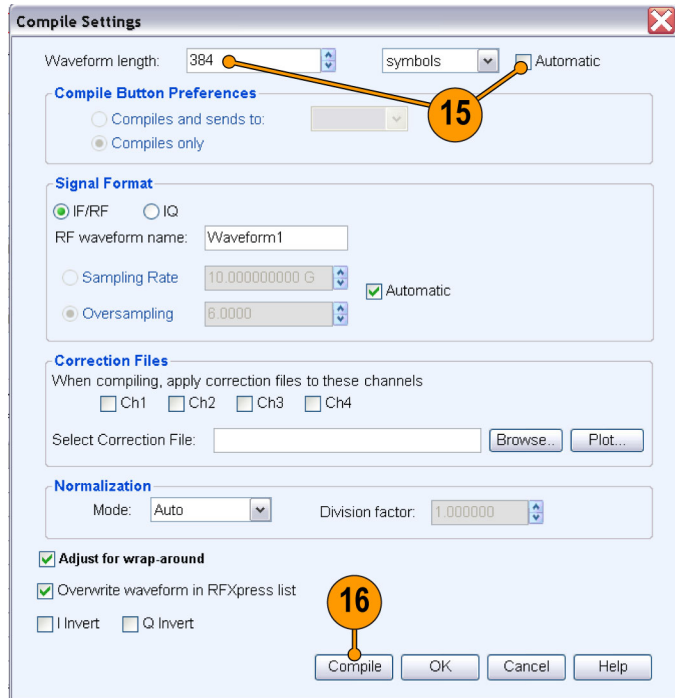 Compile Settings
Waveform length: 384 symbols Automatic
15
Compile Button Preferences
Compiles and sends to:
Compiles only
Signal Format
IF/RF IQ
RF waveform name: Waveform1
Sampling Rate 10.000000000 G
Automatic
Oversampling 6.0000
Correction Files
When compiling, apply correction files to these channels
Ch1 Ch2 Ch3 Ch4
Select Correction File: Browse.. Plot...
Normalization
Mode: Auto Division factor: 1.000000
Adjust for wrap-around
Overwrite waveform in RFXpress list
16
I Invert Q Invert
Compile OK Cancel Help